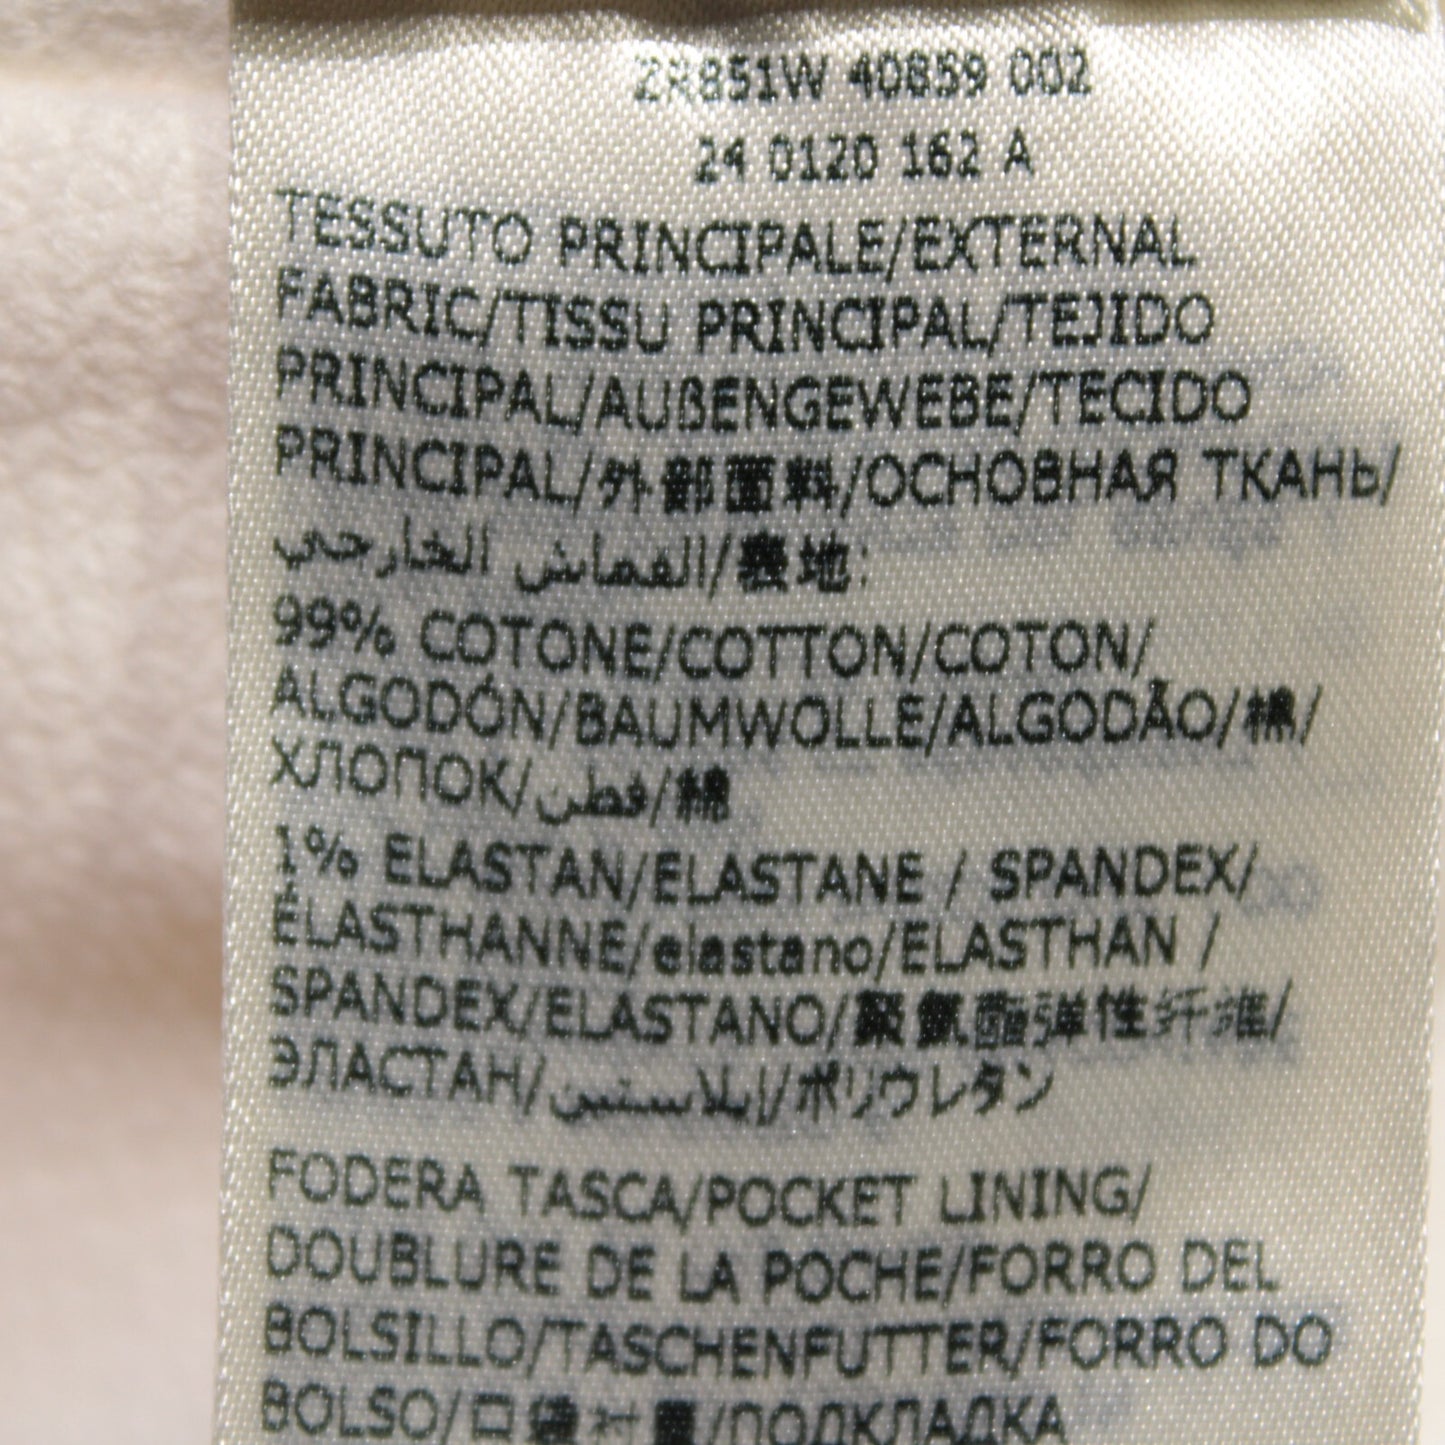 2R851W 40859 002
24 0120 162 A
TESSUTO PRINCIPALE/EXTERNAL
FABRIC/TISSU PRINCIPAL/TEJIDO
PRINCIPAL/AUßENGEWEBE/TECIDO
PRINCIPAL/外部面料/ОСНОВНАЯ ТКАНЬ/
القماش الخارجي/表地:
99% COTONE/COTTON/COTON/
ALGODÓN/BAUMWOLLE/ALGODÃO/棉/
ХЛОПОК/قطن/綿
1% ELASTAN/ELASTANE / SPANDEX/
ÉLASTHANNE/elastano/ELASTHAN /
SPANDEX/ELASTANO/聚氨酯弹性纤维/
ЭЛАСТАН/إيلاستين/ポリウレタン
FODERA TASCA/POCKET LINING/
DOUBLURE DE LA POCHE/FORRO DEL
BOLSILLO/TASCHENFUTTER/FORRO DO
BOLSO/口袋衬里/ПОДКЛАДКА